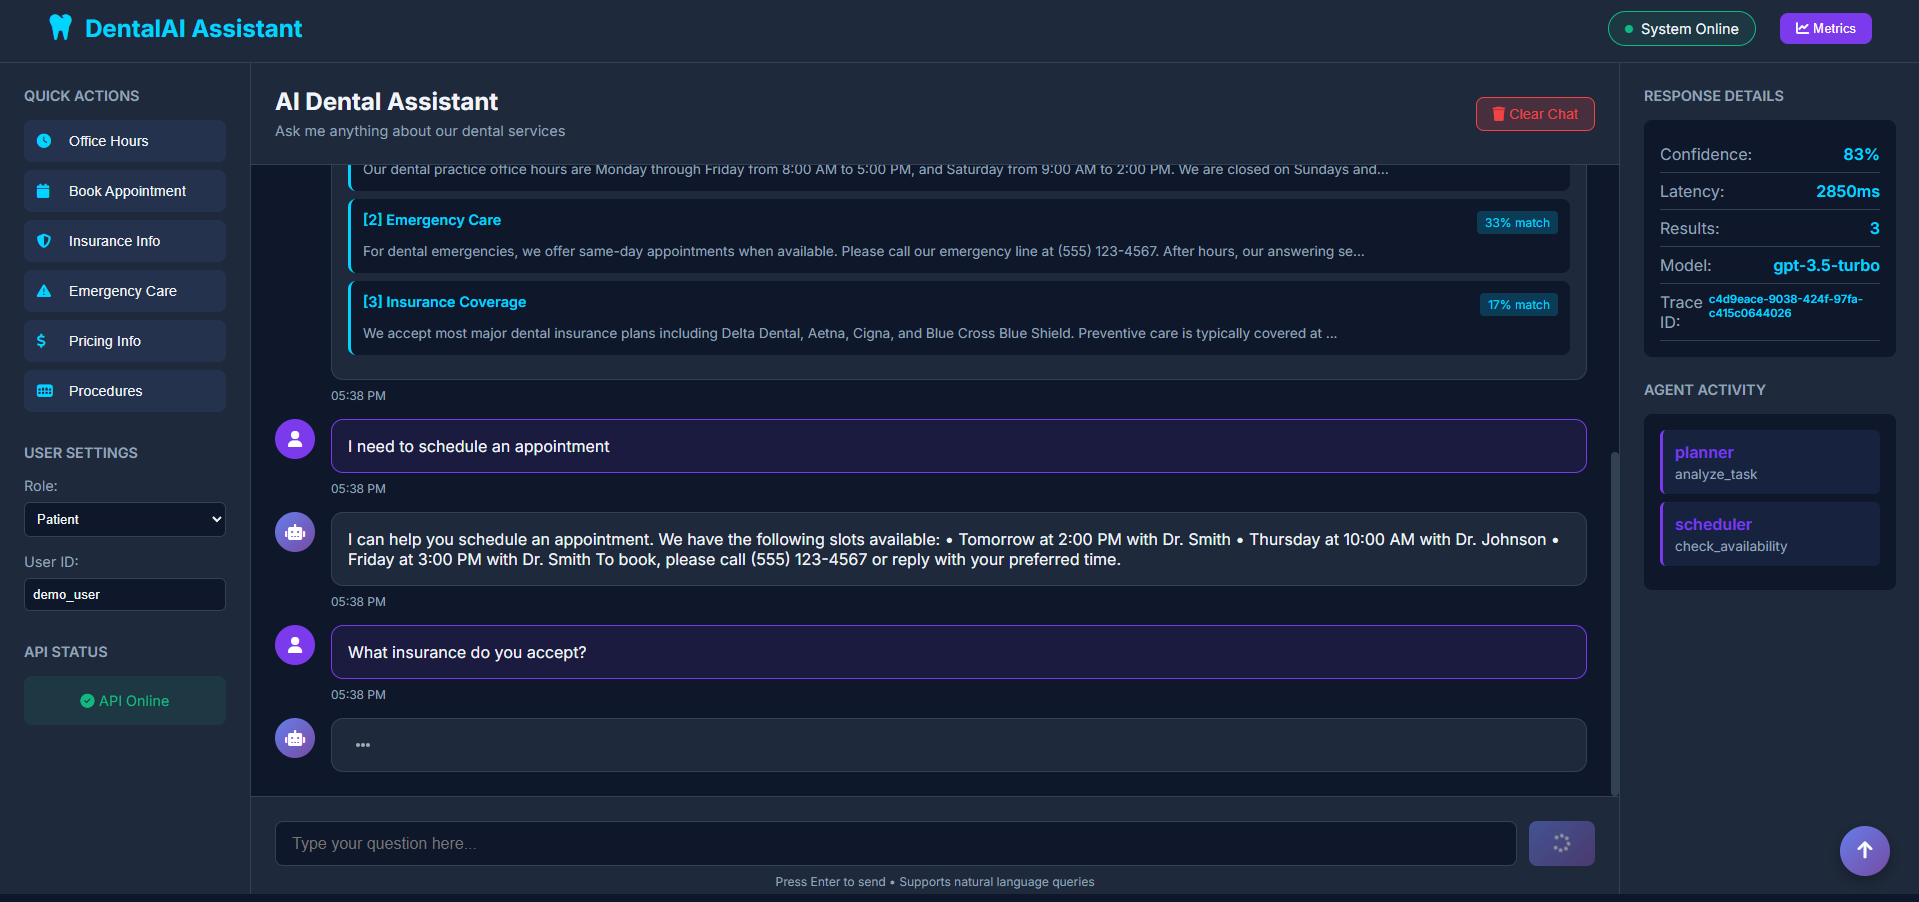 DentalAI Assistant
System Online
Metrics
QUICK ACTIONS
Office Hours
Book Appointment
Insurance Info
Emergency Care
Pricing Info
Procedures
USER SETTINGS
Role:
Patient
User ID:
demo_user
API STATUS
API Online
AI Dental Assistant
Ask me anything about our dental services
Clear Chat
Our dental practice office hours are Monday through Friday from 8:00 AM to 5:00 PM, and Saturday from 9:00 AM to 2:00 PM. We are closed on Sundays and...
[2] Emergency Care
33% match
For dental emergencies, we offer same-day appointments when available. Please call our emergency line at (555) 123-4567. After hours, our answering se...
[3] Insurance Coverage
17% match
We accept most major dental insurance plans including Delta Dental, Aetna, Cigna, and Blue Cross Blue Shield. Preventive care is typically covered at ...
05:38 PM
I need to schedule an appointment
05:38 PM
I can help you schedule an appointment. We have the following slots available: • Tomorrow at 2:00 PM with Dr. Smith • Thursday at 10:00 AM with Dr. Johnson •
Friday at 3:00 PM with Dr. Smith To book, please call (555) 123-4567 or reply with your preferred time.
05:38 PM
What insurance do you accept?
05:38 PM
•••
Type your question here...
Press Enter to send • Supports natural language queries
RESPONSE DETAILS
Confidence: 83%
Latency: 2850ms
Results: 3
Model: gpt-3.5-turbo
Trace ID: c4d9eace-9038-424f-97fa-
c415c0644026
AGENT ACTIVITY
planner
analyze_task
scheduler
check_availability